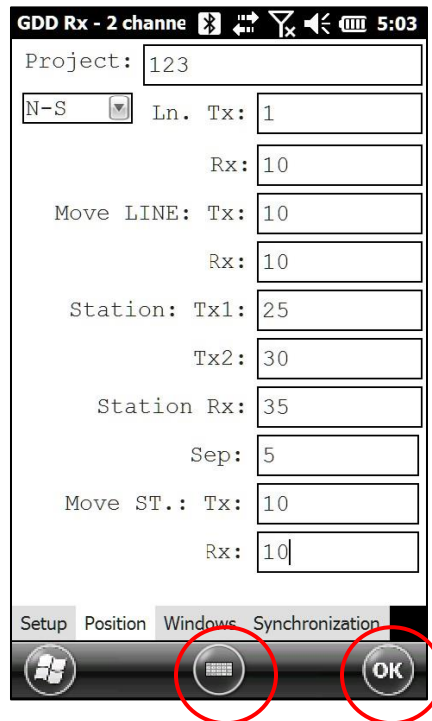 GDD Rx - 2 channe 5:03
Project: 123
N-S Ln. Tx: 1
Rx: 10
Move LINE: Tx: 10
Rx: 10
Station: Tx1: 25
Tx2: 30
Station Rx: 35
Sep: 5
Move ST.: Tx: 10
Rx: 10
Setup Position Windows Synchronization
OK